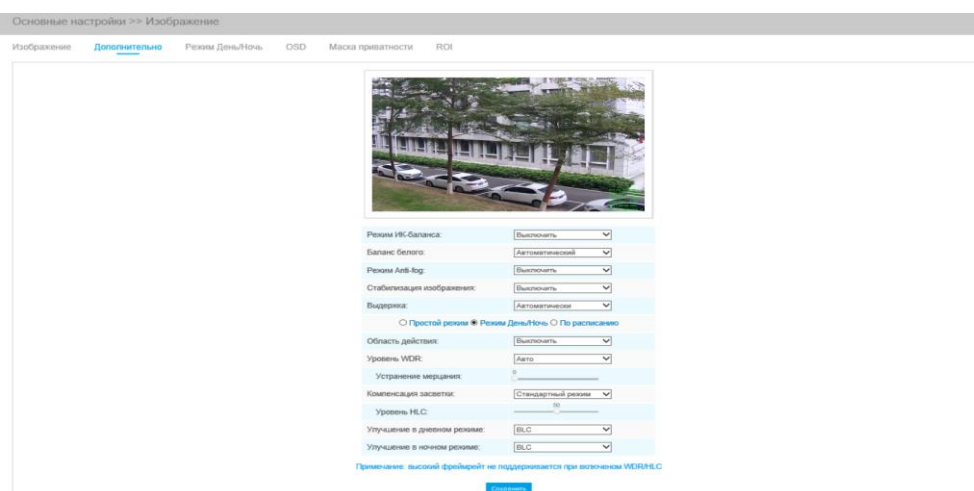 Основные настройки >> Изображение
Изображение Дополнительно Режим День/Ночь OSD Маска приватности ROI
Режим ИК-баланса: Выключить
Баланс белого: Автоматический
Режим Anti-fog: Выключить
Стабилизация изображения: Выключить
Выдержка: Автоматически
Простой режим Режим День/Ночь По расписанию
Область действия: Выключить
Уровень WDR: Авто
Устранение мерцания: 0
Компенсация засветки: Стандартный режим
Уровень HLC: 50
Улучшение в дневном режиме: BLC
Улучшение в ночном режиме: BLC
Примечание: высокий фреймрейт не поддерживается при включеном WDR/HLC
Сохранить